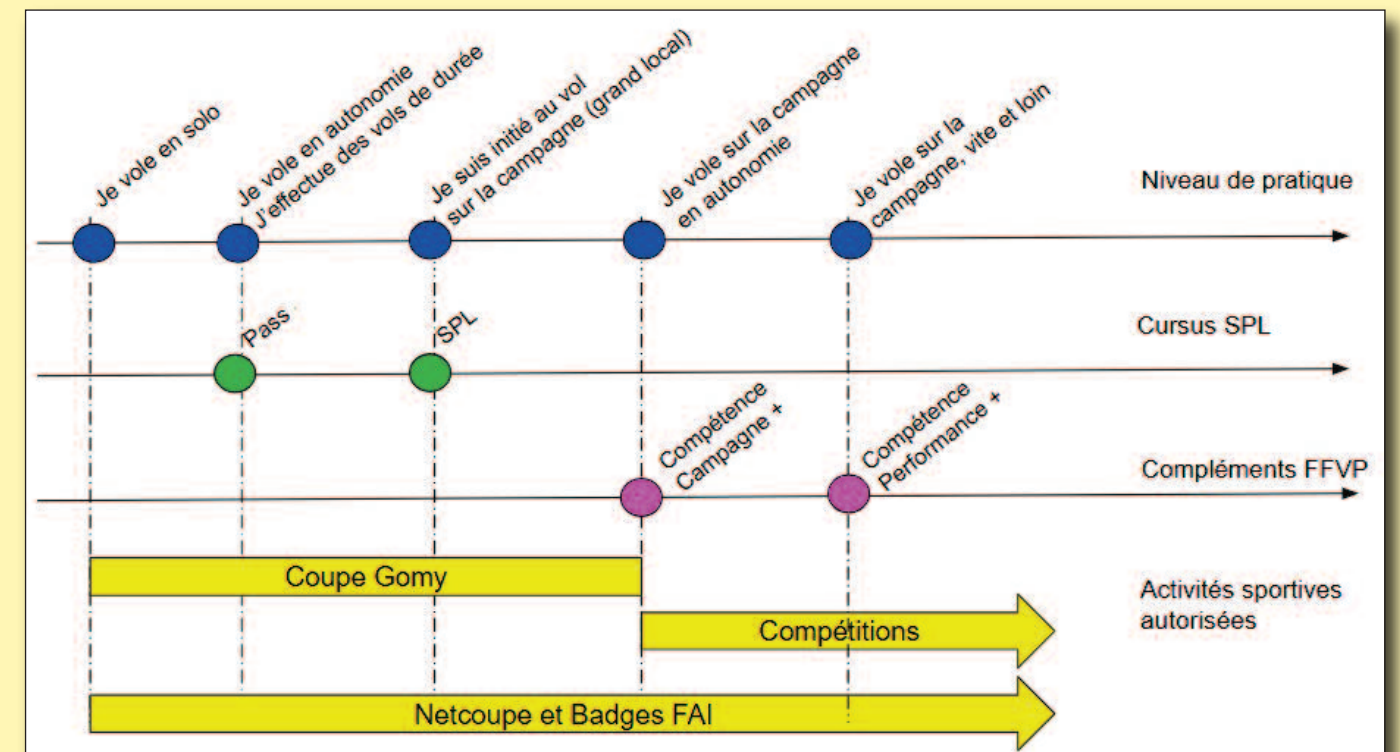 Je vole en solo
Je vole en autonomie
J'effectue des vols de durée
Je suis initié au vol
sur la campagne (grand local)
Je vole sur la campagne
en autonomie
Je vole sur la
campagne, vite et loin
Niveau de pratique
Pass
SPL
Cursus SPL
Compétence
Campagne +
Compétence
Performance +
Compléments FFVP
Coupe Gomy
Activités sportives
autorisées
Compétitions
Netcoupe et Badges FAI